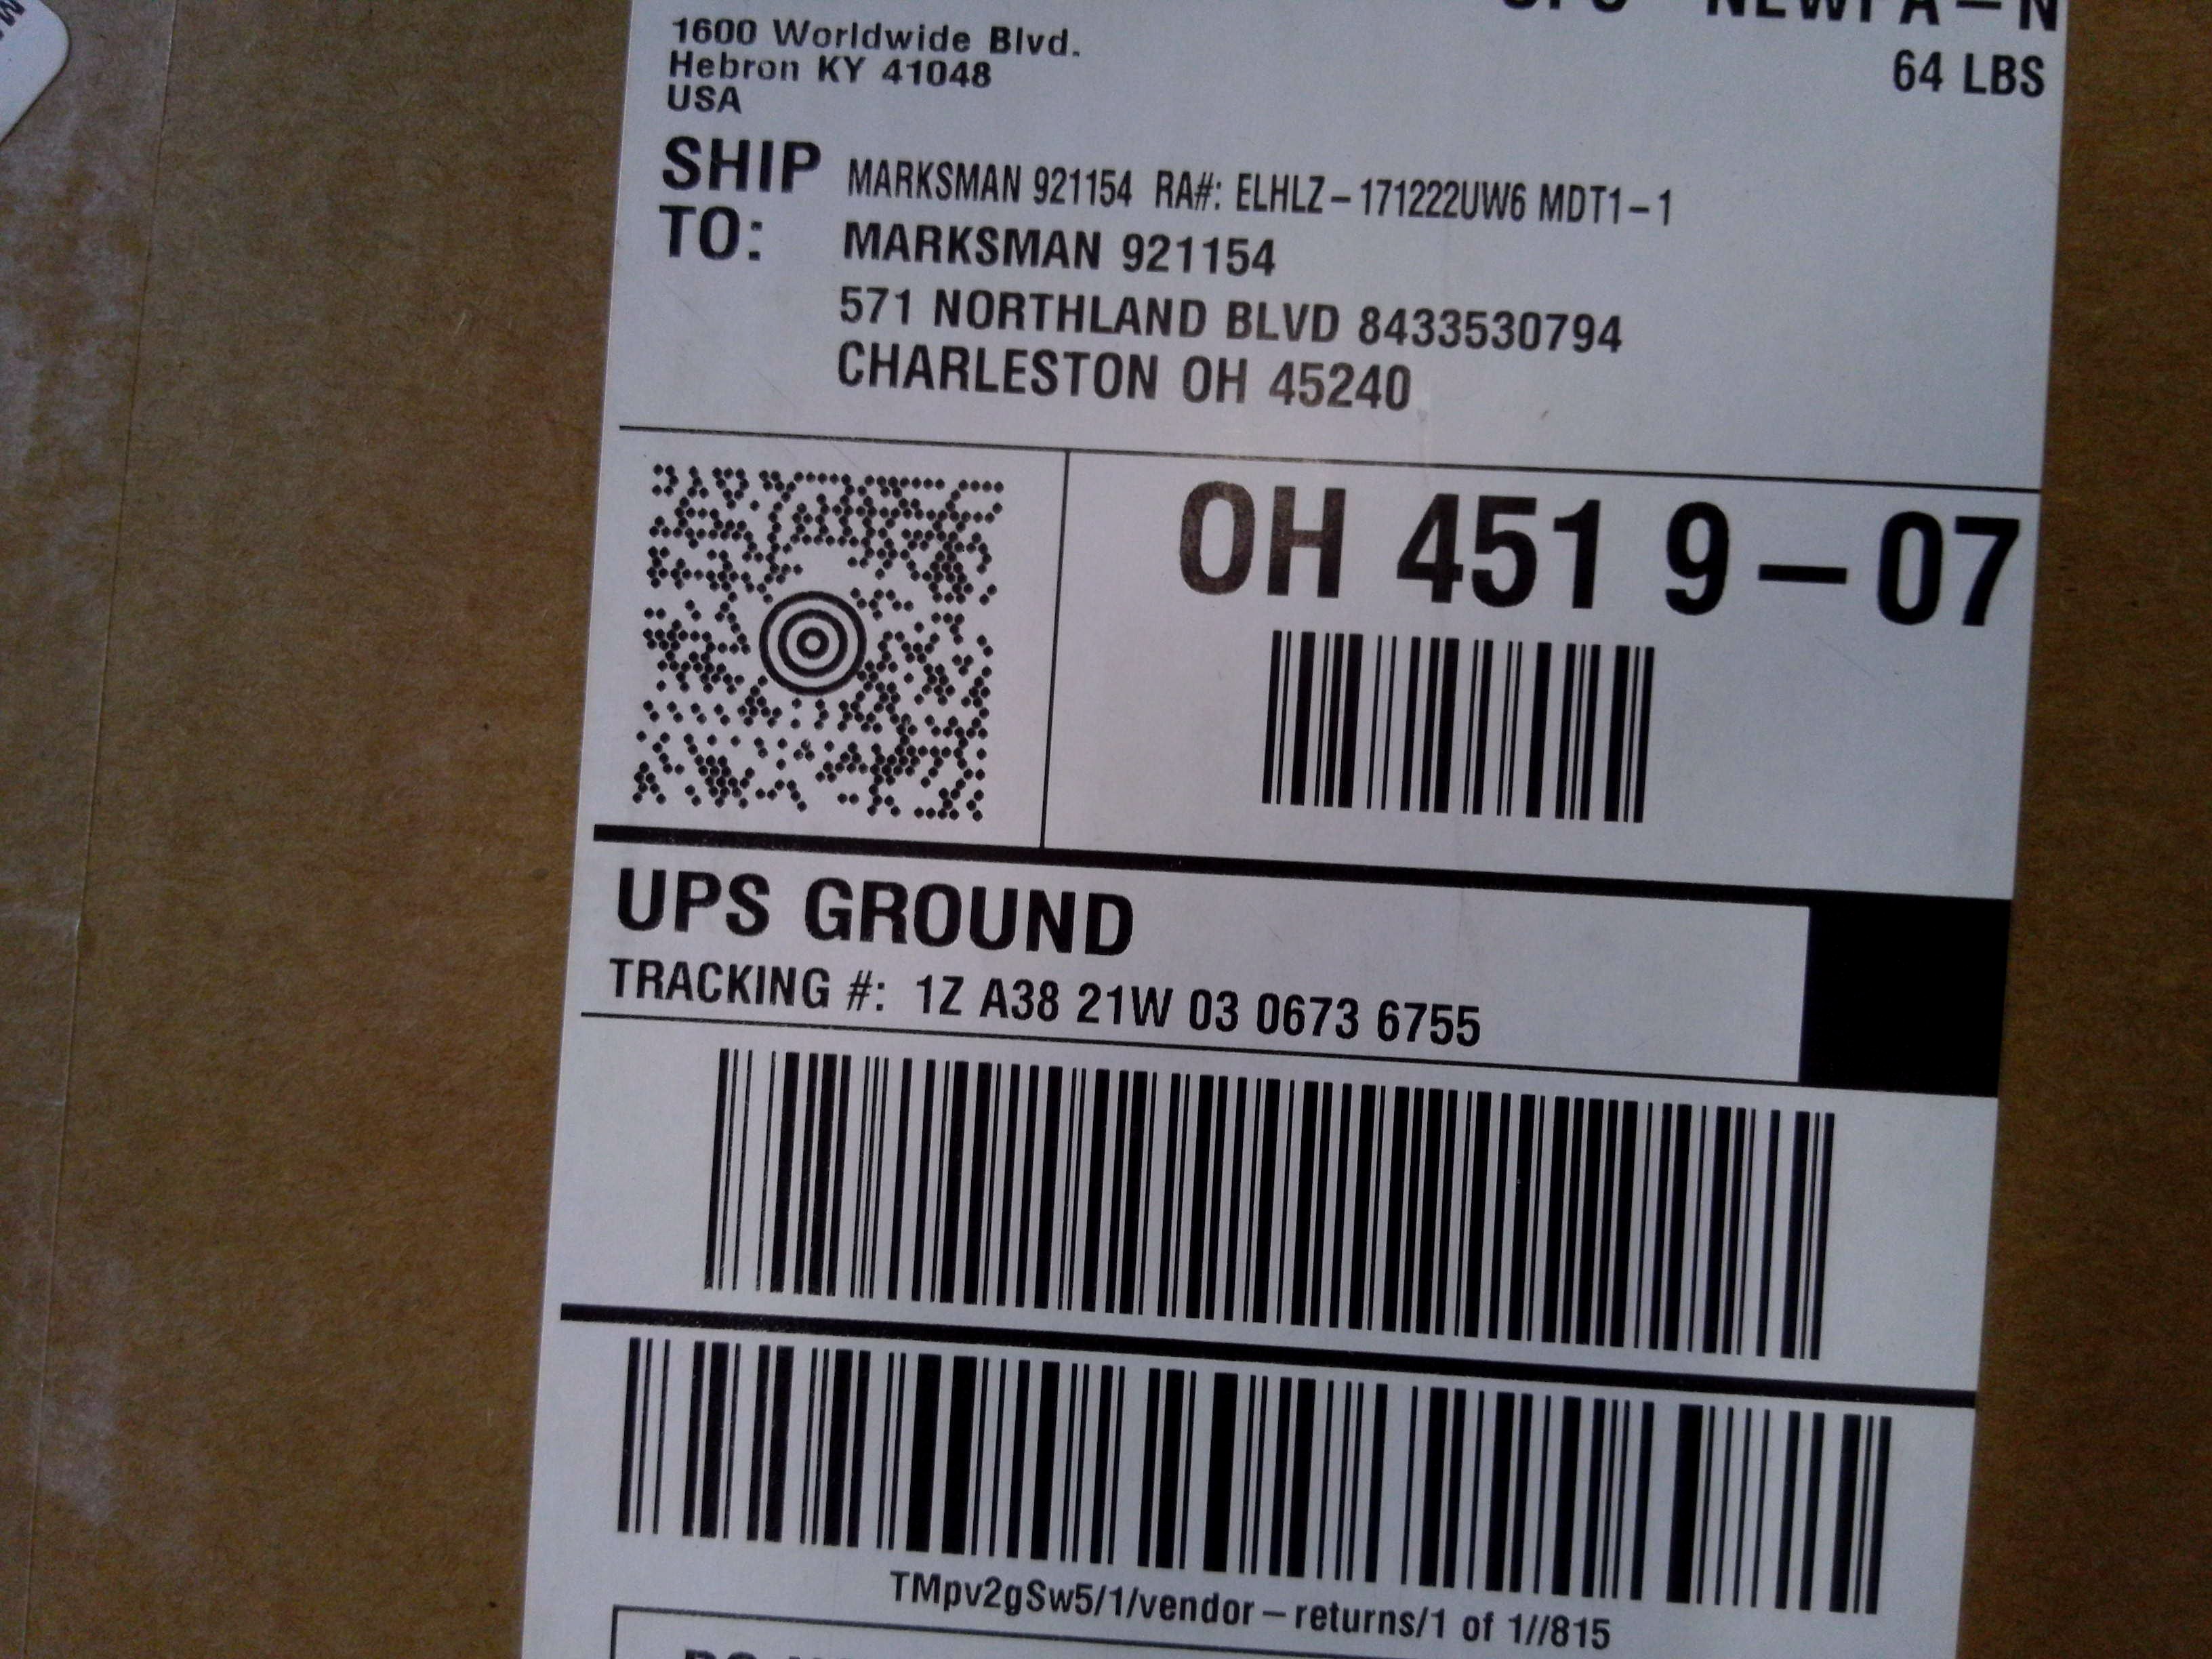 1600 Worldwide Blvd.
Hebron KY 41048
USA
64 LBS
SHIP TO:
MARKSMAN 921154 RA#: ELHLZ-171222UW6 MDT1-1
MARKSMAN 921154
571 NORTHLAND BLVD 8433530794
CHARLESTON OH 45240
OH 451 9-07
UPS GROUND
TRACKING #: 1Z A38 21W 03 0673 6755
TMpv2gSw5/1/vendor-returns/1 of 1//815